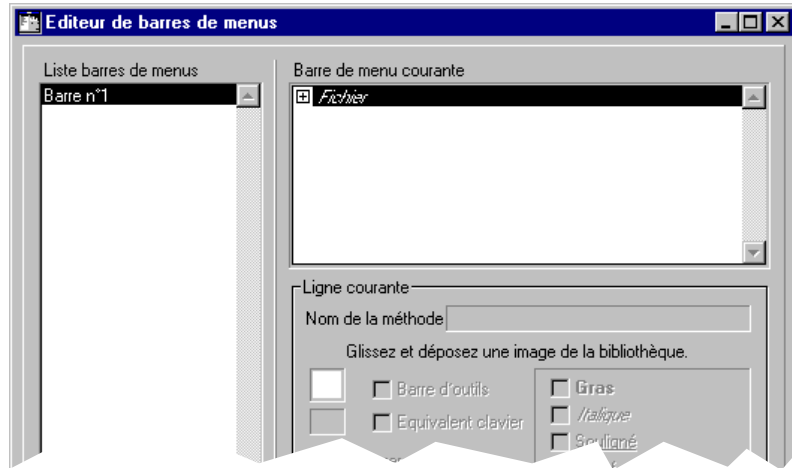 Editeur de barres de menus
Liste barres de menus
Barre de menu courante
Barre n°1
Fichier
Ligne courante
Nom de la méthode
Glissez et déposez une image de la bibliothèque.
Barre d'outils
Gras
Equivalent clavier
Italique
Souligné